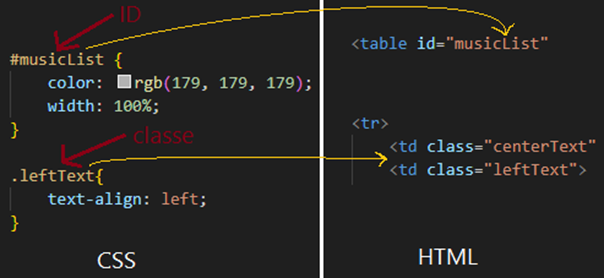 ID
#musicList {
color: rgb(179, 179, 179);
width: 100%;
}
classe
.leftText{
text-align: left;
}
CSS
<table id="musicList"
<tr>
<td class="centerText"
<td class="leftText">
HTML